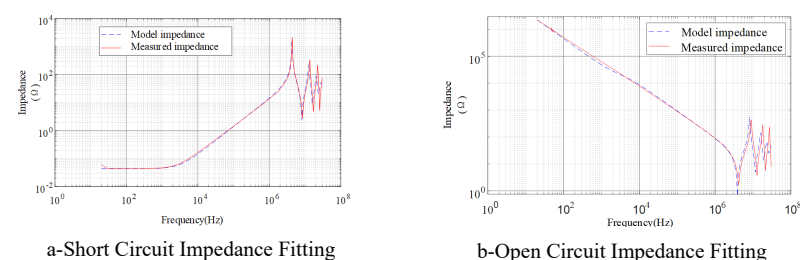 10^4
10^2
10^0
10^-2
Impedance
(Ω)
Model impedance
Measured impedance
10^0 10^2 10^4 10^6 10^8
Frequency(Hz)
a-Short Circuit Impedance Fitting
10^5
10^0
Impedance
(Ω)
Model impedance
Measured impedance
10^0 10^2 10^4 10^6 10^8
Frequency(Hz)
b-Open Circuit Impedance Fitting